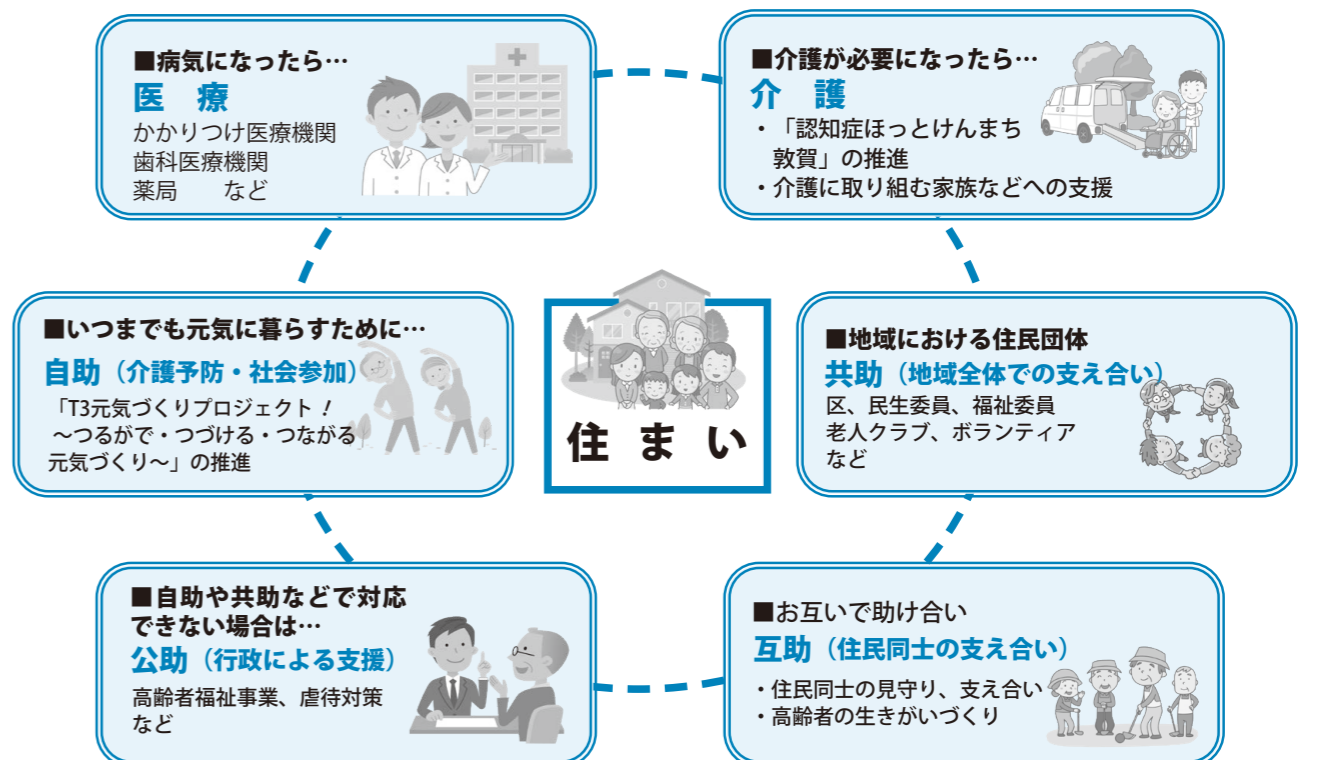 ■病気になったら…
医　療
かかりつけ医療機関
歯科医療機関
薬局　　など
■介護が必要になったら…
介　護
・「認知症ほっとけんまち
敦賀」の推進
・介護に取り組む家族などへの支援
■いつまでも元気に暮らすために…
自助（介護予防・社会参加）
「T3元気づくりプロジェクト！
～つるがで・つづける・つながる
元気づくり～」の推進
住 ま い
■地域における住民団体
共助（地域全体での支え合い）
区、民生委員、福祉委員
老人クラブ、ボランティア
など
■自助や共助などで対応
できない場合は…
公助（行政による支援）
高齢者福祉事業、虐待対策
など
■お互いで助け合い
互助（住民同士の支え合い）
・住民同士の見守り、支え合い
・高齢者の生きがいづくり